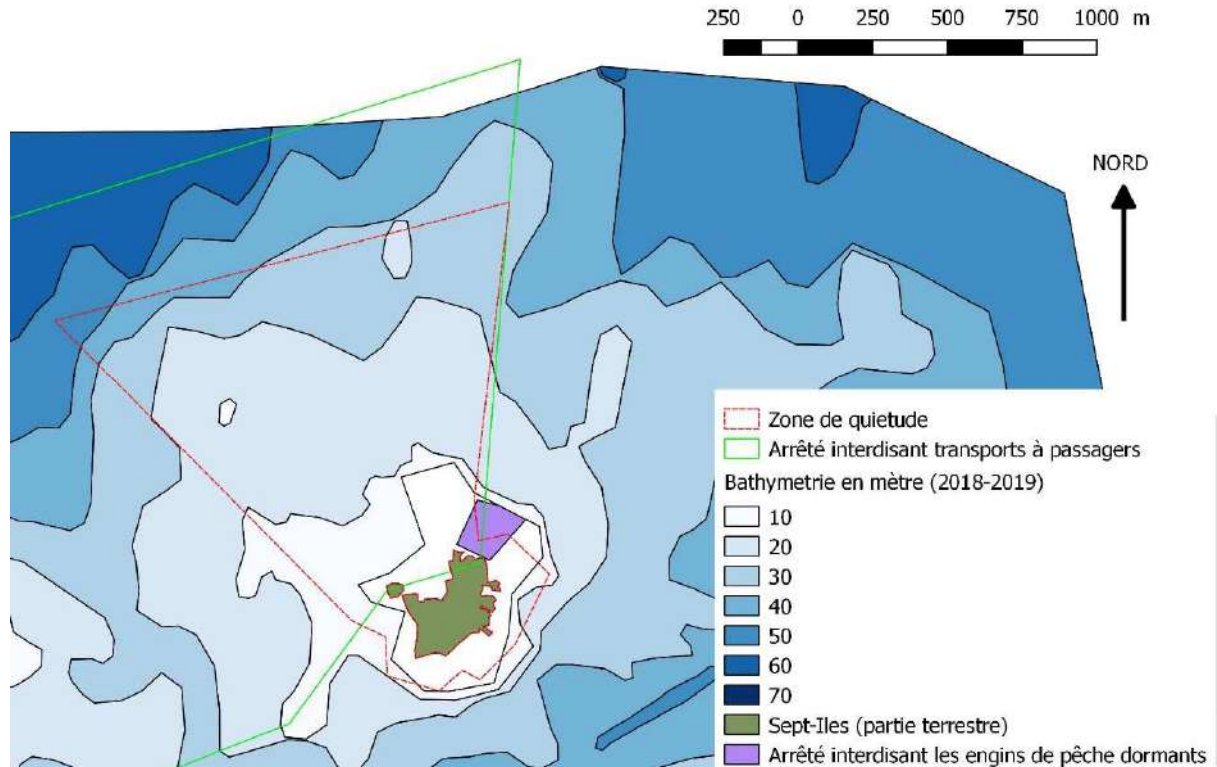 250 0 250 500 750 1000 m
NORD
Zone de quietude
Arrêté interdisant transports à passagers
Bathymetrie en mètre (2018-2019)
10
20
30
40
50
60
70
Sept-Iles (partie terrestre)
Arrêté interdisant les engins de pêche dormants